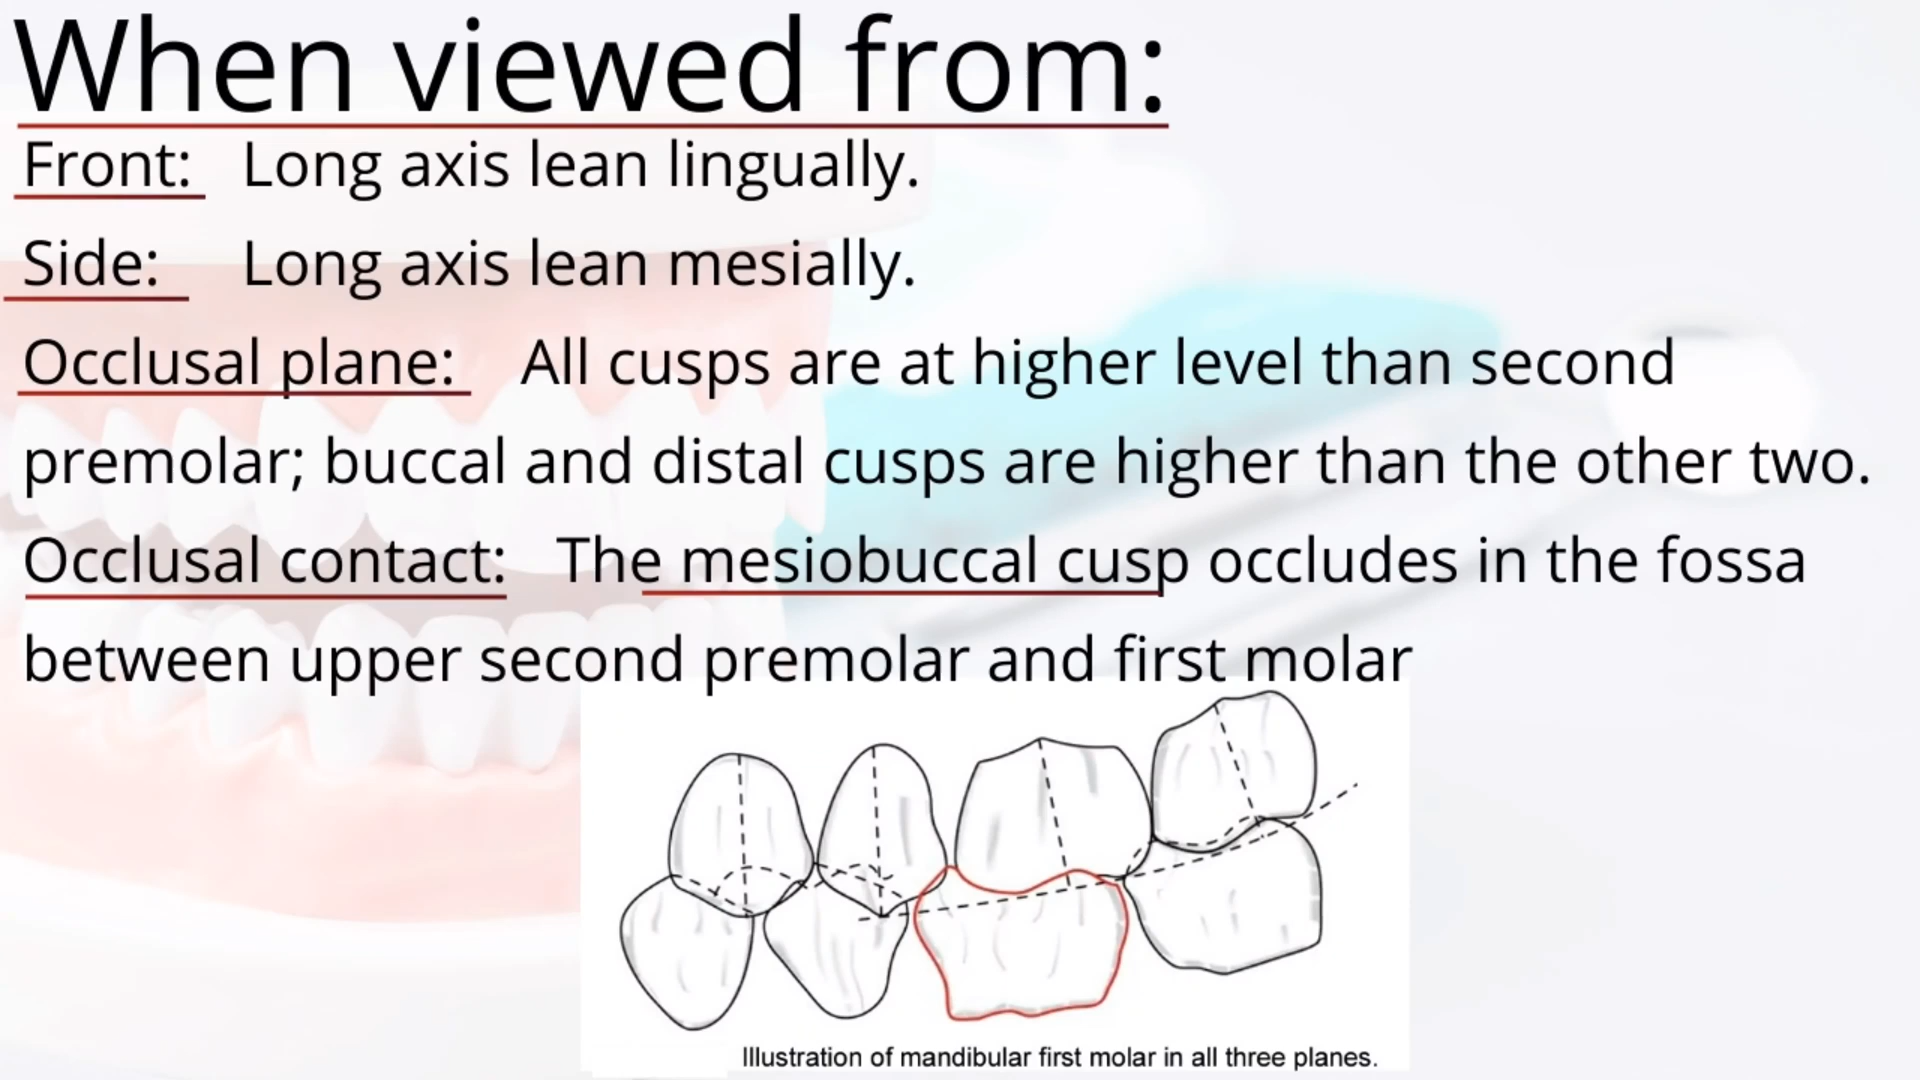 When viewed from:
Front: Long axis lean lingually.
Side: Long axis lean mesially.
Occlusal plane: All cusps are at higher level than second
premolar; buccal and distal cusps are higher than the other two.
Occlusal contact: The mesiobuccal cusp occludes in the fossa
between upper second premolar and first molar
Illustration of mandibular first molar in all three planes.